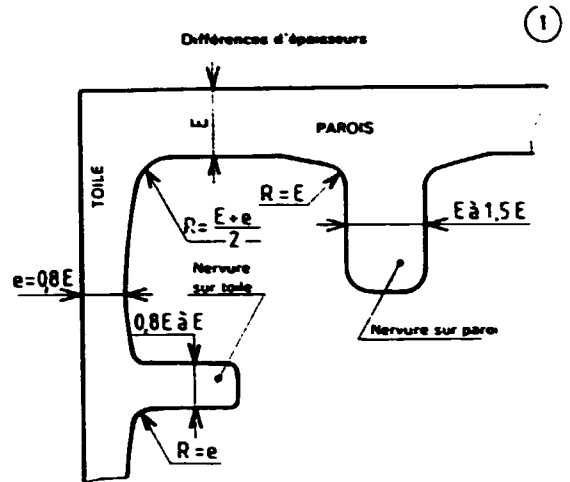 1
Différences d'épaisseurs
E
PAROIS
TOILE
R=E
R=E+e/2
E à 1,5 E
e=0,8E
Nervure
sur toile
0,8E à E
Nervure sur paroi
R=e